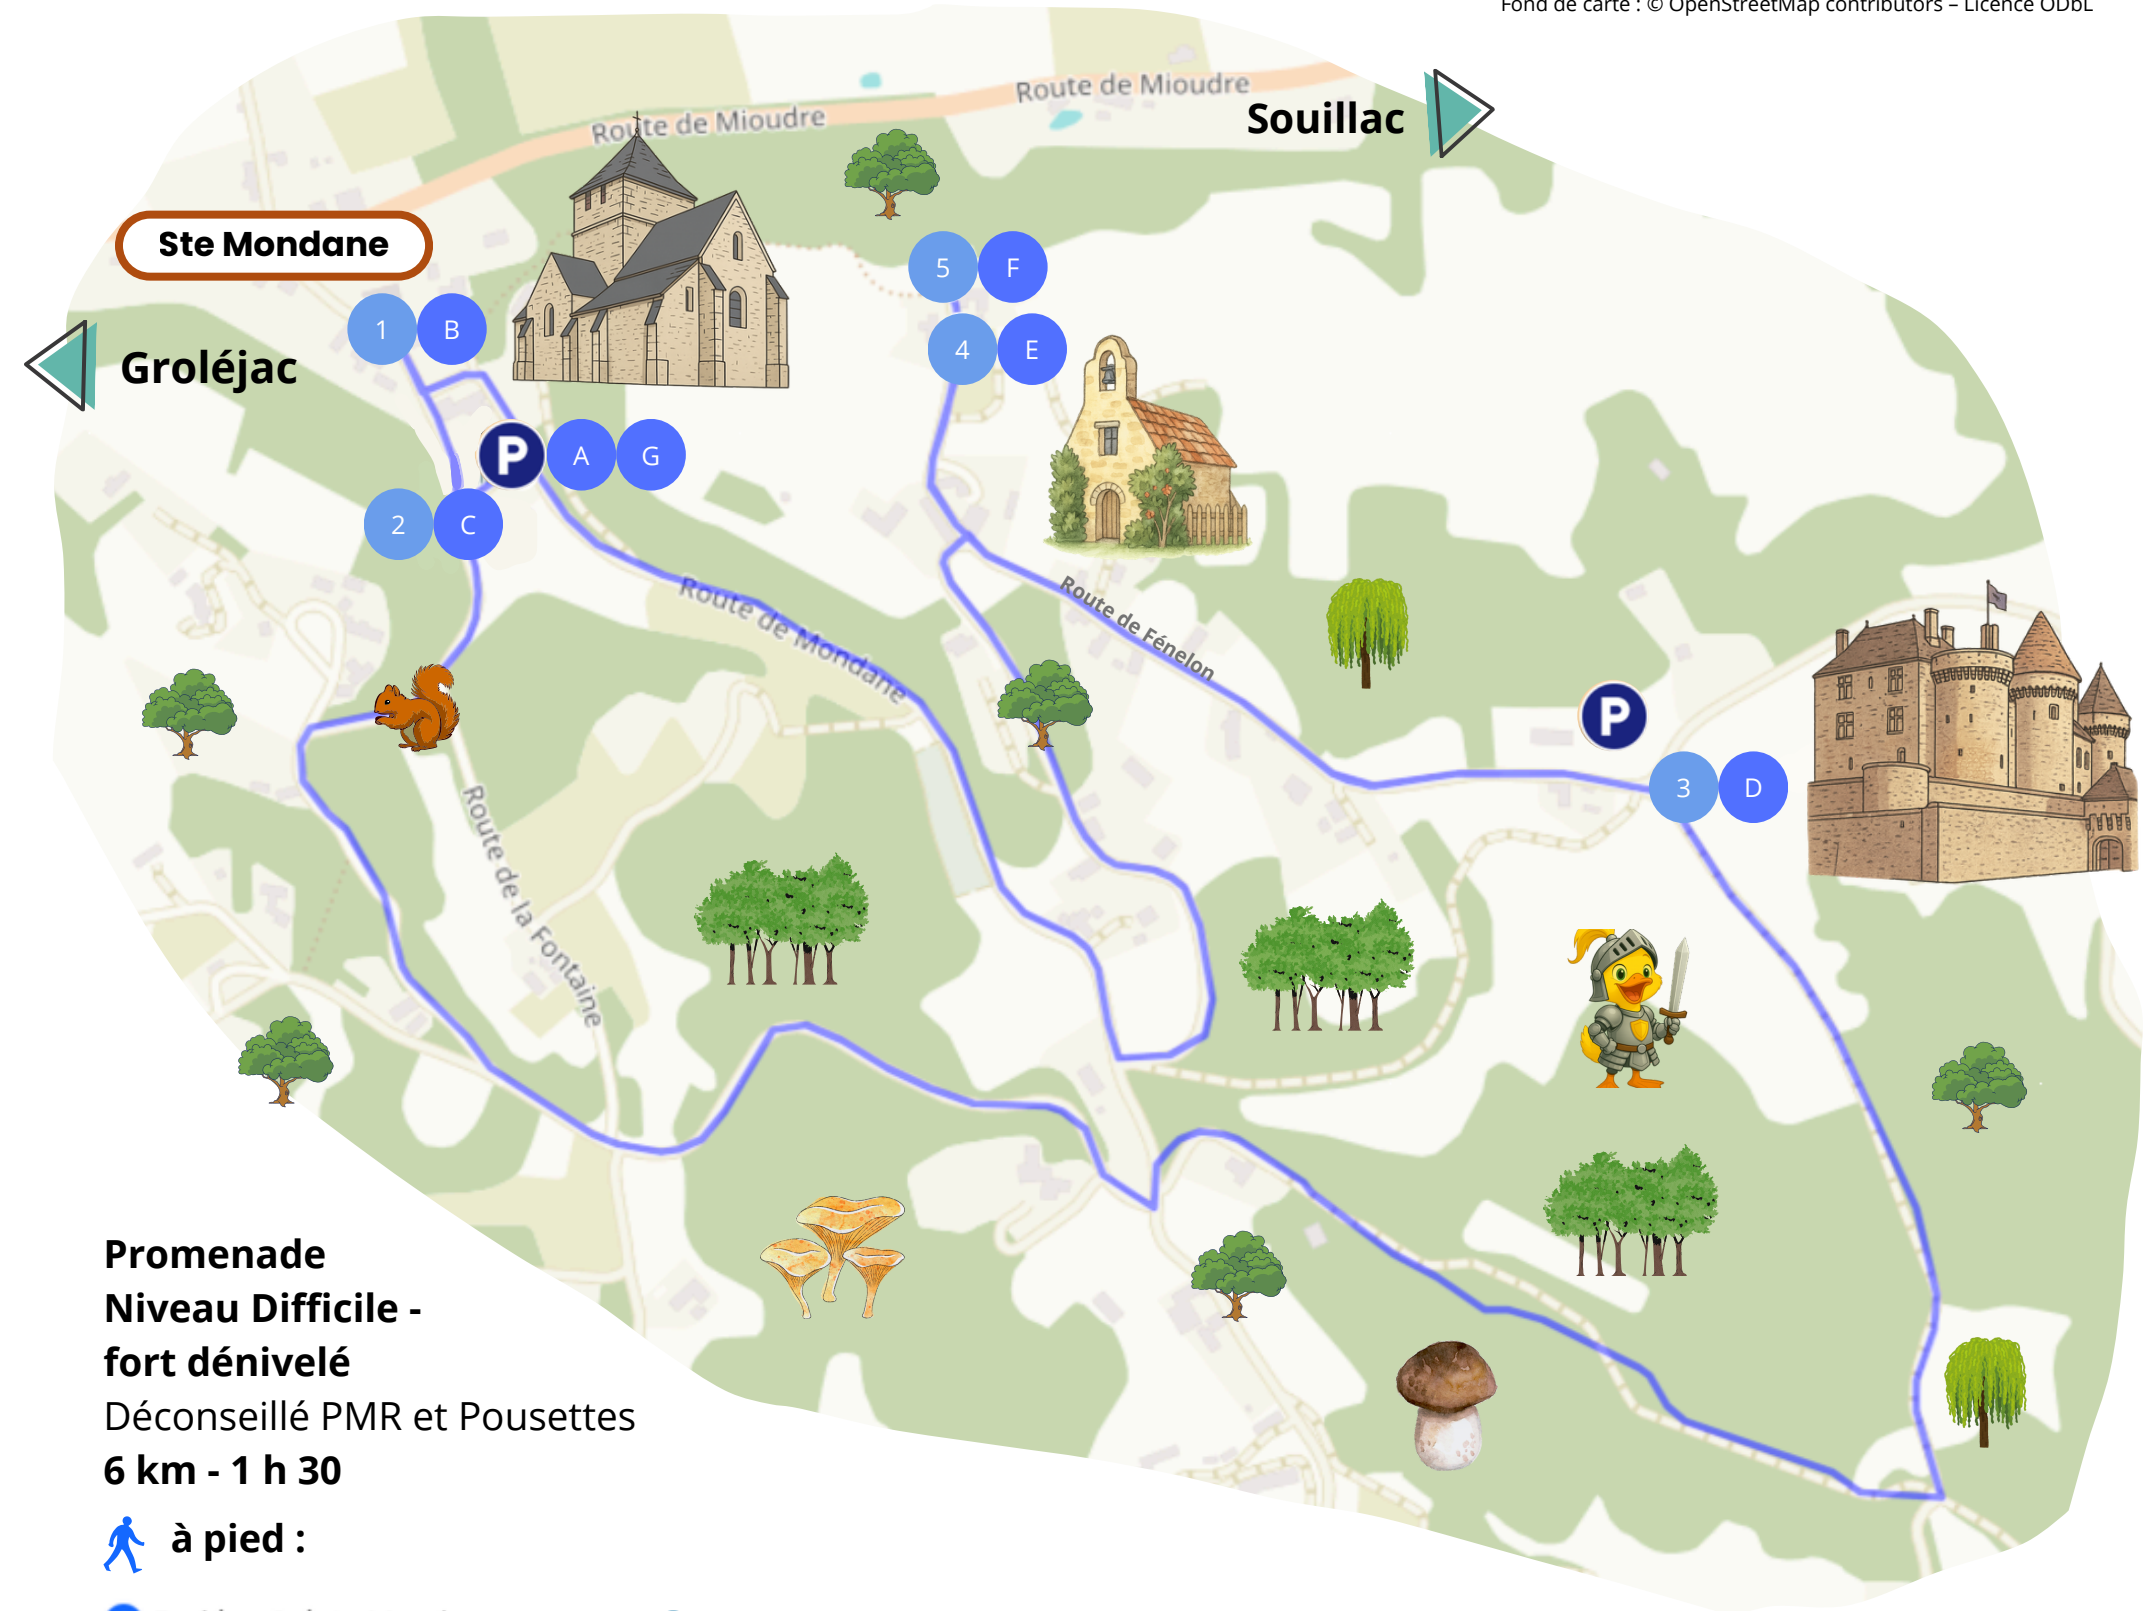 Fond de carte : © OpenStreetMap contributors – Licence ODbL
Route de Mioudre
Route de Mioudre
Souillac
Ste Mondane
5 F
1 B
4 E
Groléjac
P A G
2 C
Route de Mondane
Route de Fénelon
P
3 D
Route de la Fontaine
Promenade
Niveau Difficile -
fort dénivelé
Déconseillé PMR et Pousettes
6 km - 1 h 30
à pied :